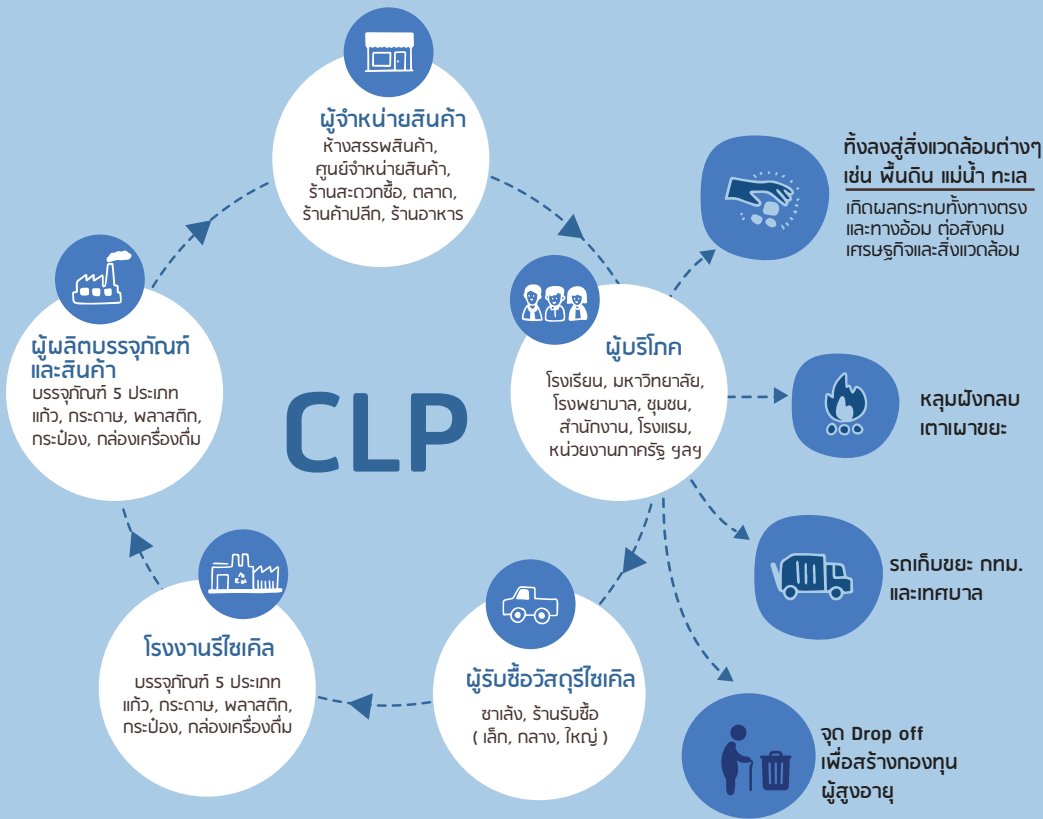 ผู้จำหน่ายสินค้า
ห้างสรรพสินค้า,
ศูนย์จำหน่ายสินค้า,
ร้านสะดวกซื้อ, ตลาด,
ร้านค้าปลีก, ร้านอาหาร
ทิ้งลงสู่สิ่งแวดล้อมต่างๆ
เช่น พื้นดิน แม่น้ำ ทะเล
เกิดผลกระทบทั้งทางตรง
และทางอ้อม ต่อสังคม
เศรษฐกิจและสิ่งแวดล้อม
ผู้ผลิตบรรจุภัณฑ์
และสินค้า
บรรจุภัณฑ์ 5 ประเภท
แก้ว, กระดาษ, พลาสติก,
กระป๋อง, กล่องเครื่องดื่ม
CLP
ผู้บริโภค
โรงเรียน, มหาวิทยาลัย,
โรงพยาบาล, ชุมชน,
สำนักงาน, โรงแรม,
หน่วยงานภาครัฐ ฯลฯ
หลุมฝังกลบ
เตาเผาขยะ
รถเก็บขยะ กทม.
และเทศบาล
โรงงานรีไซเคิล
บรรจุภัณฑ์ 5 ประเภท
แก้ว, กระดาษ, พลาสติก,
กระป๋อง, กล่องเครื่องดื่ม
ผู้รับซื้อวัสดุรีไซเคิล
ซาเล้ง, ร้านรับซื้อ
( เล็ก, กลาง, ใหญ่ )
จุด Drop off
เพื่อสร้างกองทุน
ผู้สูงอายุ